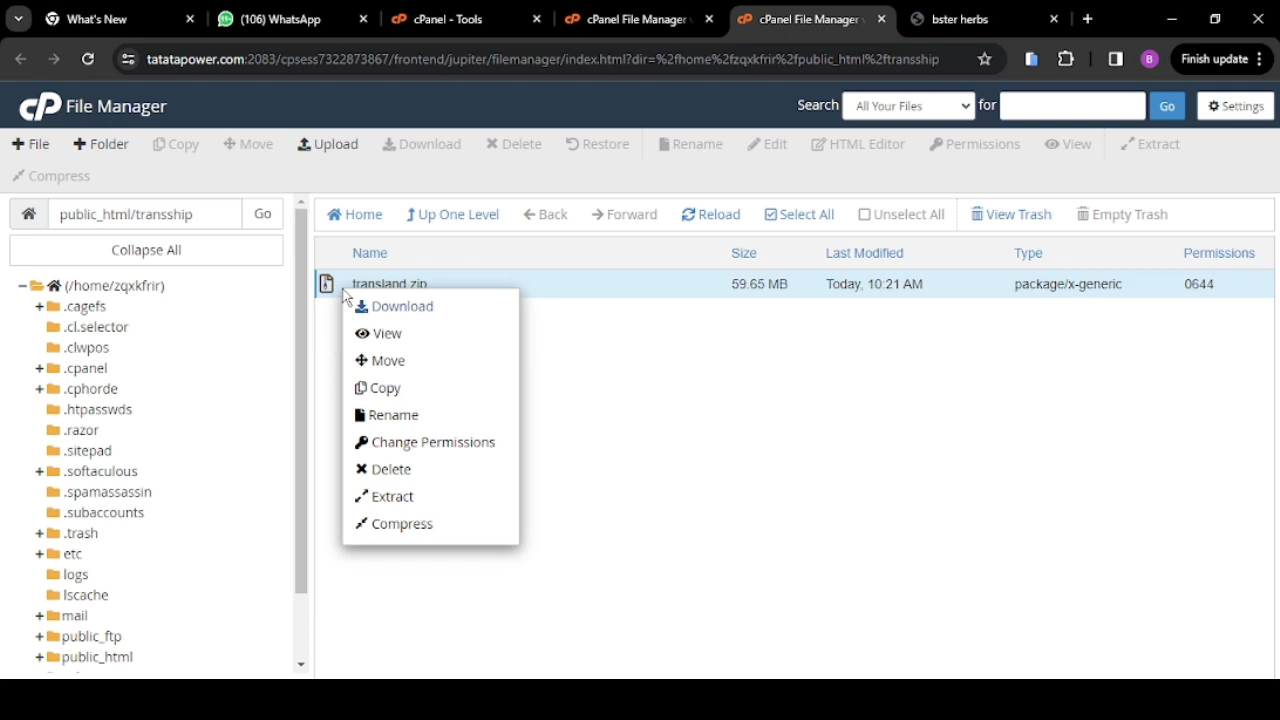 What's New
(106) WhatsApp
cPanel - Tools
cPanel File Manager
cPanel File Manager
bster herbs
tatatapower.com:2083/cpsess7322873867/frontend/jupiter/filemanager/index.html?dir=%2fhome%2fzqxkfrir%2fpublic_html%2ftransship
B
Finish update
cP File Manager
Search All Your Files for Go Settings
File Folder Copy Move Upload Download Delete Restore Rename Edit HTML Editor Permissions View Extract
Compress
public_html/transship Go
Home Up One Level Back Forward Reload Select All Unselect All View Trash Empty Trash
Collapse All
Name Size Last Modified Type Permissions
transland.zip 59.65 MB Today, 10:21 AM package/x-generic 0644
Download
View
Move
Copy
Rename
Change Permissions
Delete
Extract
Compress
(/home/zqxkfrir)
.cagefs
.cl.selector
.clwpos
.cpanel
.cphorde
.htpasswds
.razor
.sitepad
.softaculous
.spamassassin
.subaccounts
.trash
etc
logs
lscache
mail
public_ftp
public_html